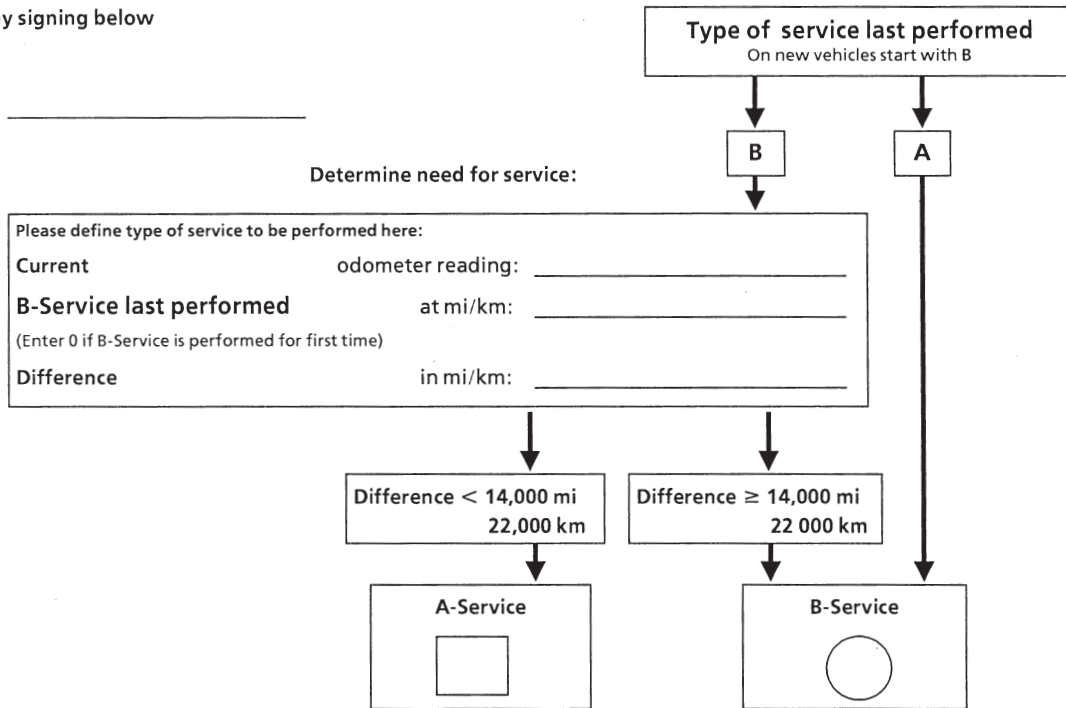 y signing below
Type of service last performed
On new vehicles start with B
B
A
Determine need for service:
Please define type of service to be performed here:
Current odometer reading:
B-Service last performed at mi/km:
(Enter 0 if B-Service is performed for first time)
Difference in mi/km:
Difference < 14,000 mi
22,000 km
Difference ≥ 14,000 mi
22 000 km
A-Service
B-Service